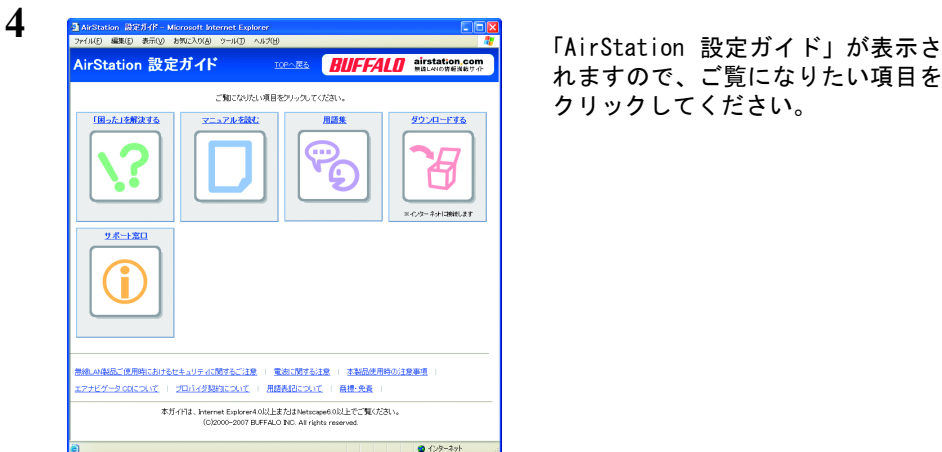 4
AirStation 設定ガイド - Microsoft Internet Explorer
ファイル(F) 編集(E) 表示(V) お気に入り(A) ツール(T) ヘルプ(H)
AirStation 設定ガイド TOPへ戻る BUFFALO airstation.com
無線LANの情報満載サイト
ご覧になりたい項目をクリックしてください。
「困った」を解決する マニュアルを読む 用語集 ダウンロードする
※インターネットに接続します
サポート窓口
無線LAN製品ご使用時におけるセキュリティに関するご注意 | 電波に関する注意 | 本製品使用時の注意事項 |
エアナビゲータCDについて | プロバイダ契約について | 用語表記について | 商標・免責 |
本ガイドは、Internet Explorer4.0以上またはNetscape6.0以上でご覧ください。
(C)2000-2007 BUFFALO INC. All rights reserved.
インターネット
「AirStation 設定ガイド」が表示さ
れますので、ご覧になりたい項目を
クリックしてください。